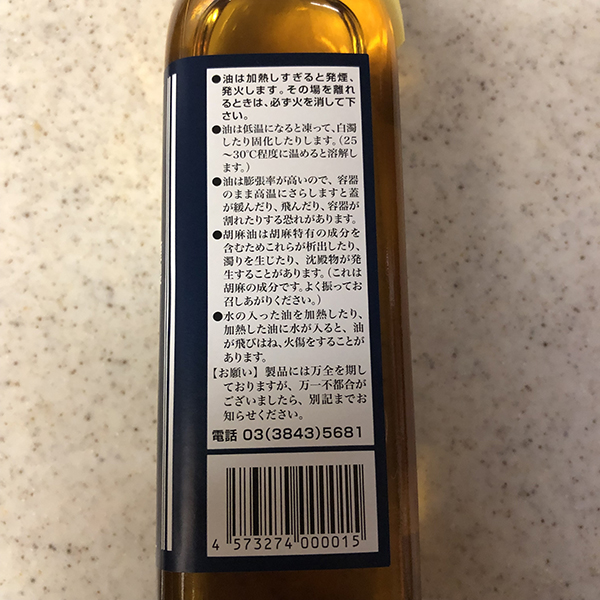 ●油は加熱しすぎると発煙、
発火します。その場を離れ
るときは、必ず火を消して下
さい。
●油は低温になると凍って、白濁
したり固化したりします。(25
～30℃程度に温めると溶解し
ます。)
●油は膨張率が高いので、容器
のまま高温にさらしますと蓋
が緩んだり、飛んだり、容器が
割れたりする恐れがあります。
●胡麻油は胡麻特有の成分を
含むためこれらが析出したり、
濁りを生じたり、沈殿物が発
生することがあります。(これは
胡麻の成分です。よく振ってお
召しあがりください。)
●水の入った油を加熱したり、
加熱した油に水が入ると、油
が飛びはね、火傷をすることが
あります。
【お願い】製品には万全を期し
ておりますが、万一不都合が
ございましたら、別記までお
知らせください。
電話 03(3843)5681
4 573274 000015